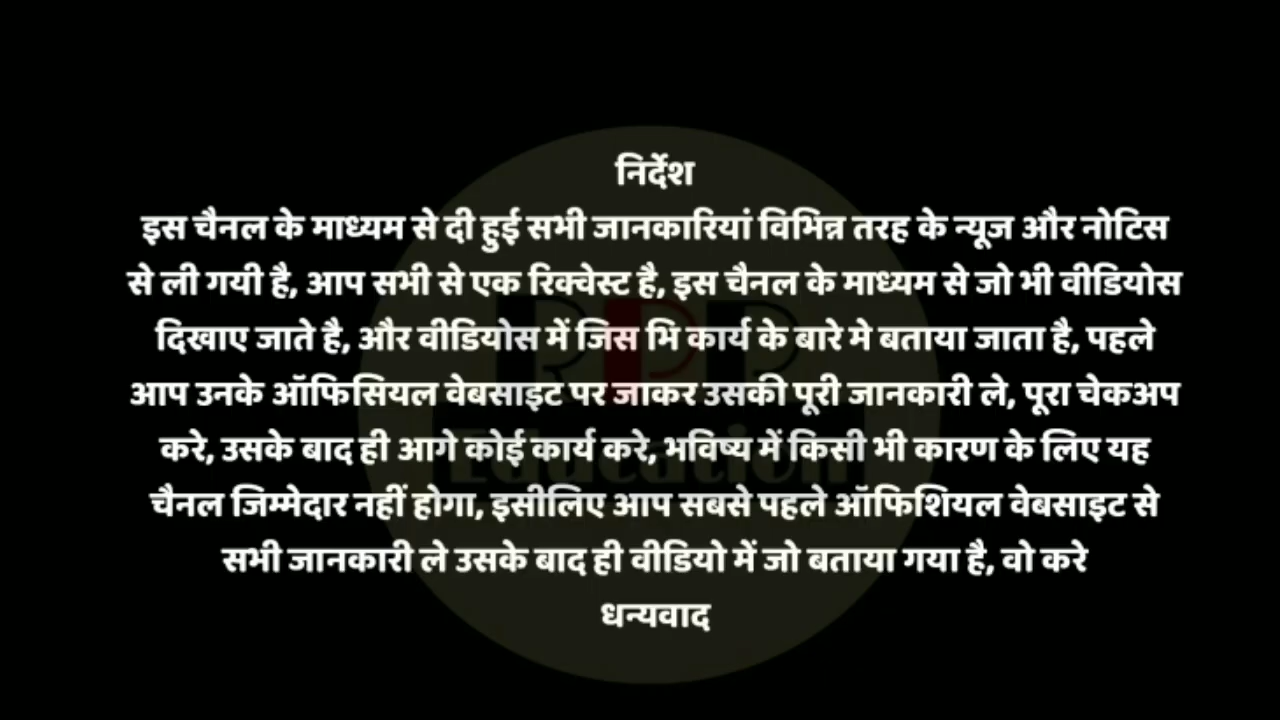 निर्देश
इस चैनल के माध्यम से दी हुई सभी जानकारियां विभिन्न तरह के न्यूज और नोटिस
से ली गयी है, आप सभी से एक रिक्वेस्ट है, इस चैनल के माध्यम से जो भी वीडियोस
दिखाए जाते है, और वीडियोस में जिस भि कार्य के बारे मे बताया जाता है, पहले
आप उनके ऑफिसियल वेबसाइट पर जाकर उसकी पूरी जानकारी ले, पूरा चेकअप
करे, उसके बाद ही आगे कोई कार्य करे, भविष्य में किसी भी कारण के लिए यह
चैनल जिम्मेदार नहीं होगा, इसीलिए आप सबसे पहले ऑफिशियल वेबसाइट से
सभी जानकारी ले उसके बाद ही वीडियो में जो बताया गया है, वो करे
धन्यवाद
Education